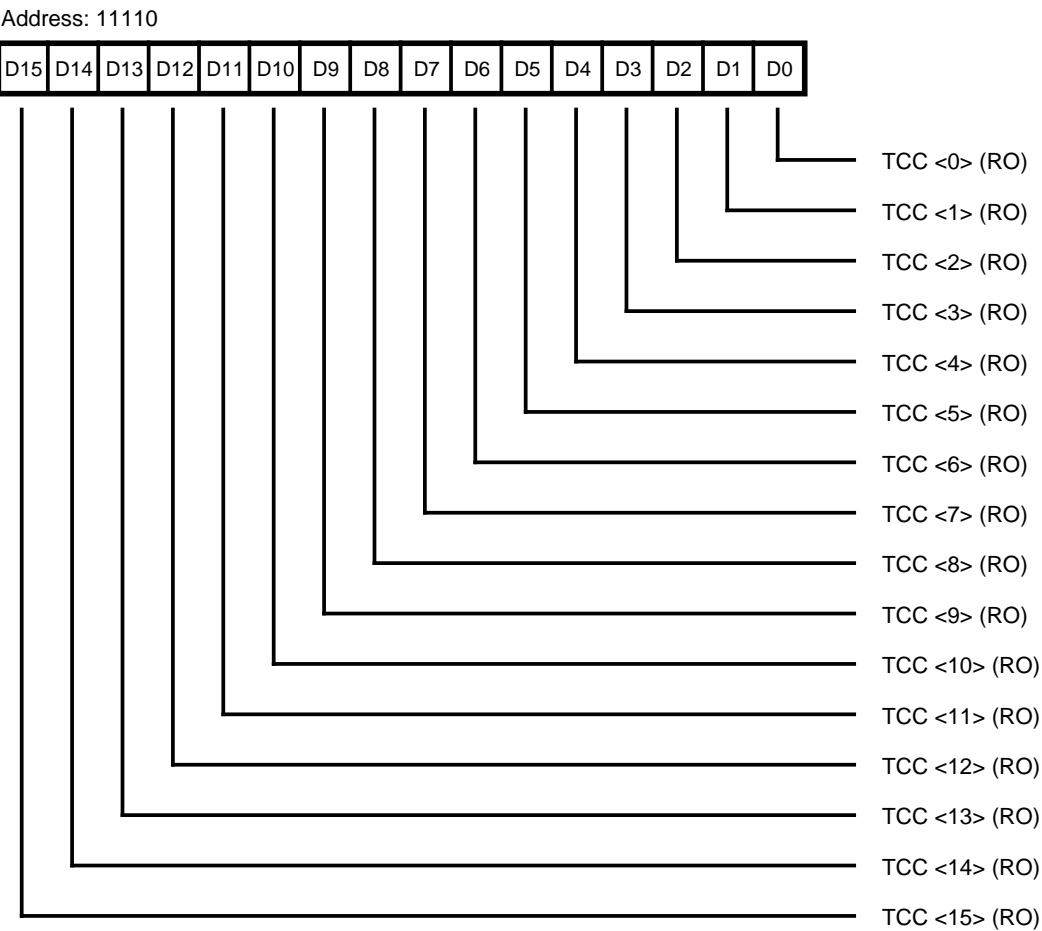 Address: 11110
D15 D14 D13 D12 D11 D10 D9 D8 D7 D6 D5 D4 D3 D2 D1 D0
TCC <0> (RO)
TCC <1> (RO)
TCC <2> (RO)
TCC <3> (RO)
TCC <4> (RO)
TCC <5> (RO)
TCC <6> (RO)
TCC <7> (RO)
TCC <8> (RO)
TCC <9> (RO)
TCC <10> (RO)
TCC <11> (RO)
TCC <12> (RO)
TCC <13> (RO)
TCC <14> (RO)
TCC <15> (RO)